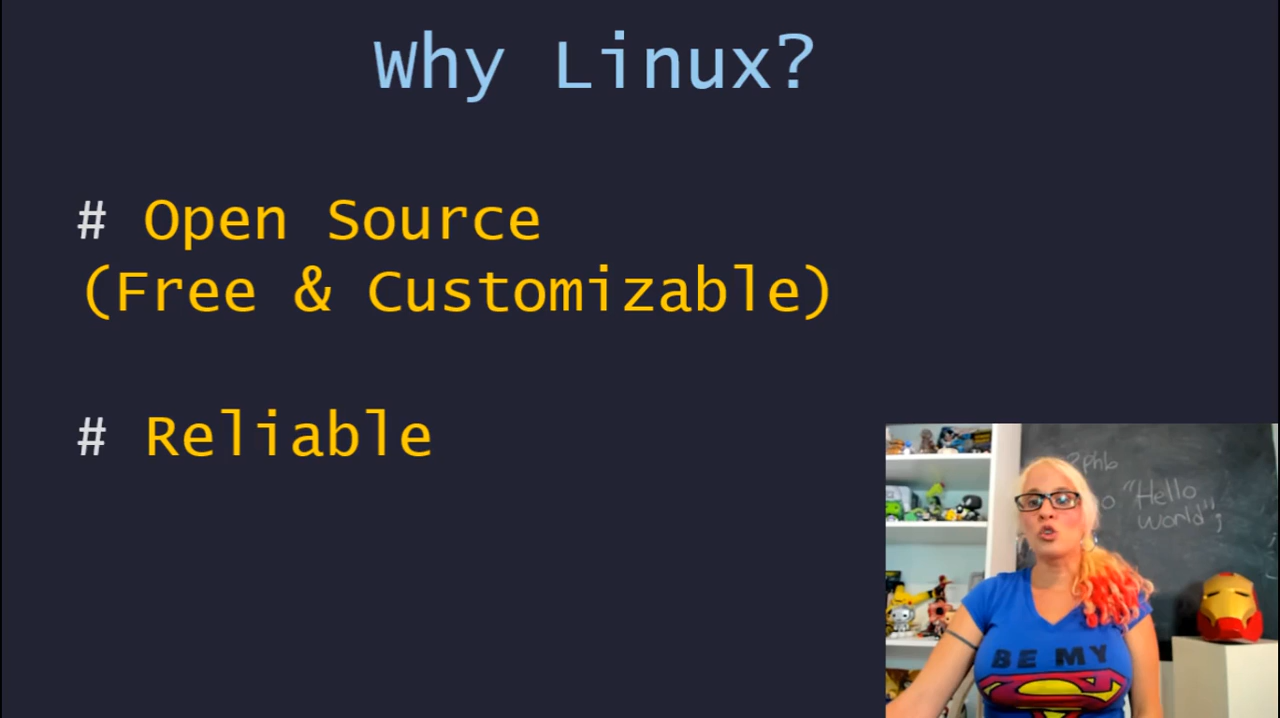 Why Linux?
# Open Source
(Free & Customizable)
# Reliable
"Hello
world";
BE MY